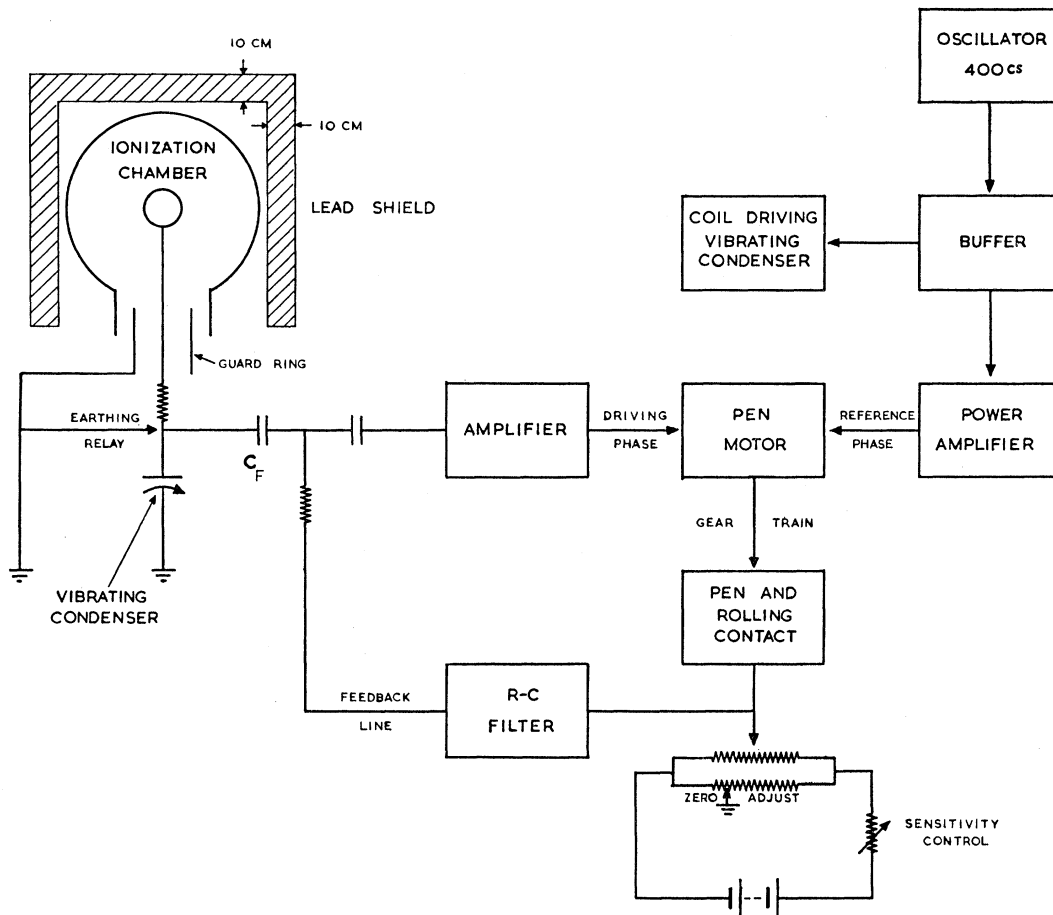 10 CM
10 CM
IONIZATION
CHAMBER
LEAD SHIELD
GUARD RING
EARTHING
RELAY
C_F
VIBRATING
CONDENSER
OSCILLATOR
400 CS
COIL DRIVING
VIBRATING
CONDENSER
BUFFER
AMPLIFIER
DRIVING
PHASE
PEN
MOTOR
REFERENCE
PHASE
POWER
AMPLIFIER
GEAR TRAIN
PEN AND
ROLLING
CONTACT
FEEDBACK
LINE
R-C
FILTER
ZERO ADJUST
SENSITIVITY
CONTROL